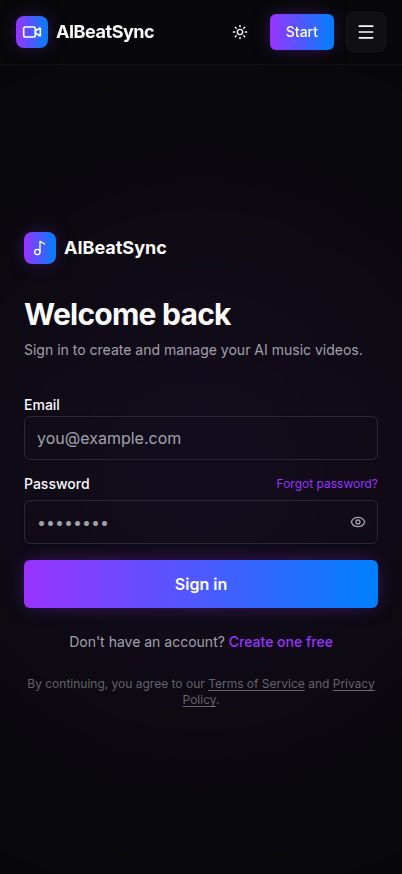 AIBeatSync
Start
AIBeatSync
Welcome back
Sign in to create and manage your AI music videos.
Email
you@example.com
Password
Forgot password?
••••••••
Sign in
Don't have an account? Create one free
By continuing, you agree to our Terms of Service and Privacy
Policy.